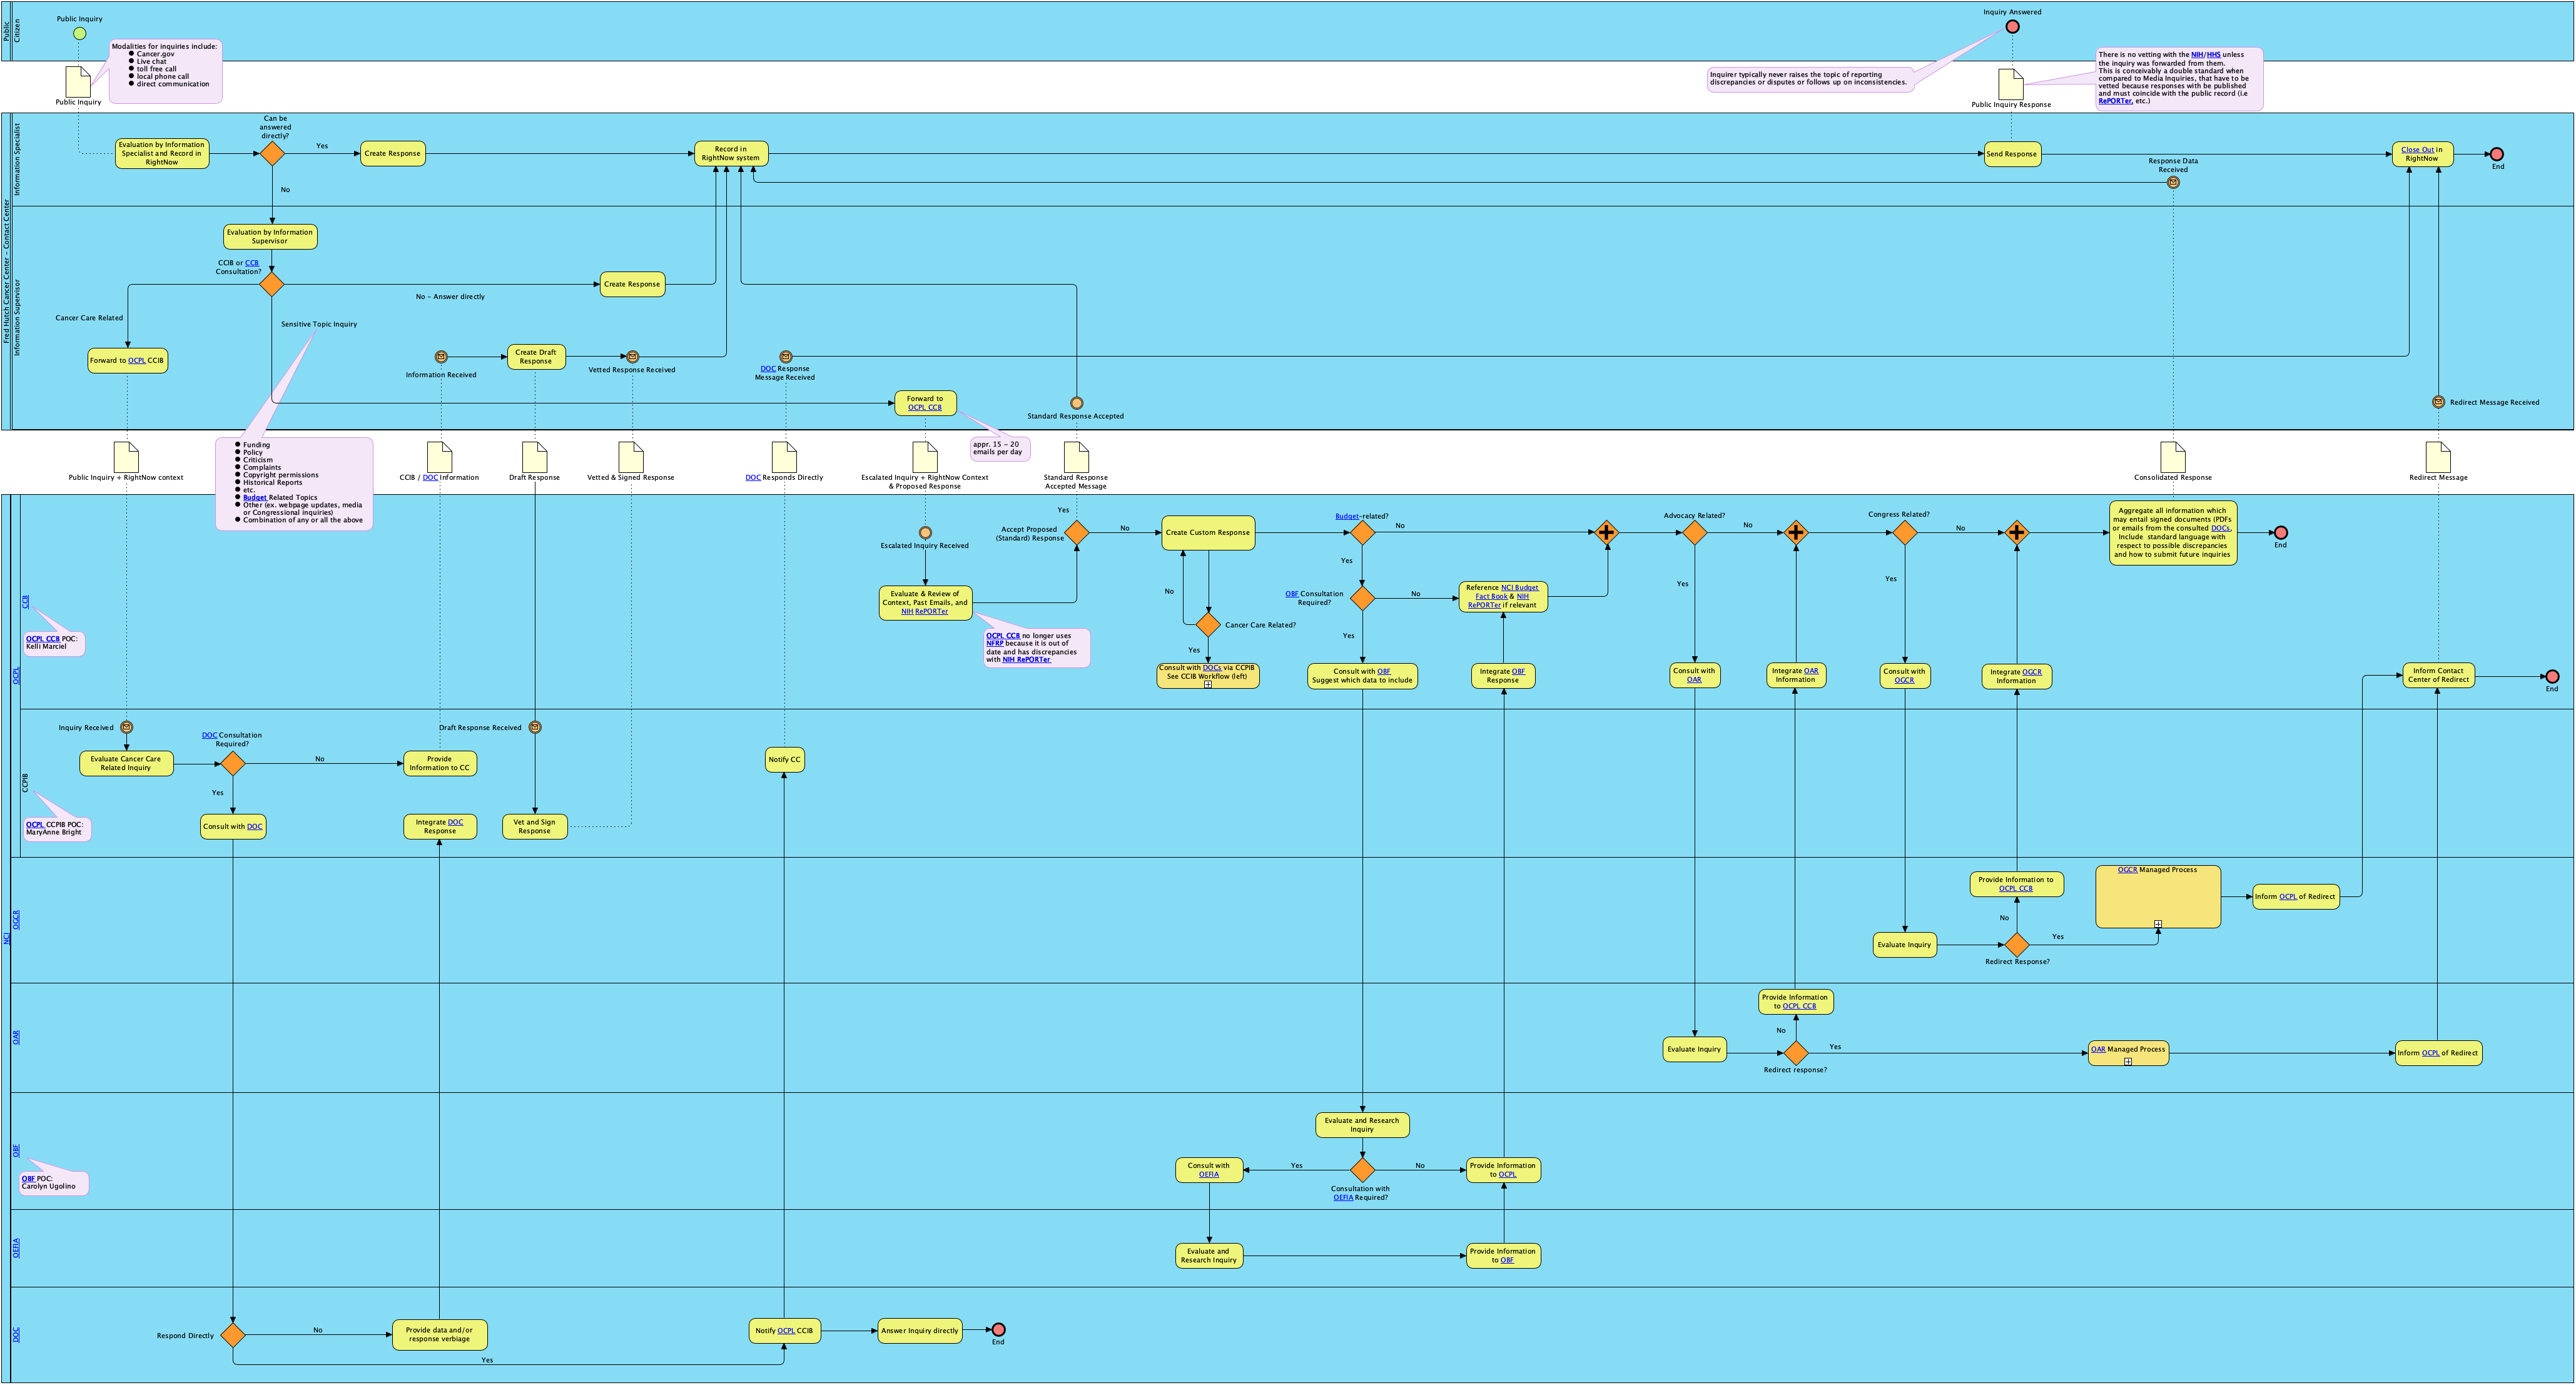 Public
Citizen
Public Inquiry
Modalities for inquiries include:
● Cancer.gov
● Live chat
● toll free call
● local phone call
● direct communication
Public Inquiry
Inquiry Answered
Inquirer typically never raises the topic of reporting
discrepancies or disputes or follows up on inconsistencies.
There is no vetting with the NIH/HHS unless
the inquiry was forwarded from them.
This is conceivably a double standard when
compared to Media Inquiries, that have to be
vetted because responses with be published
and must coincide with the public record (i.e
RePORTer, etc.)
Public Inquiry Response
Fred Hutch Cancer Center - Contact Center
Information Specialist
Evaluation by Information
Specialist and Record in
RightNow
Can be
answered
directly?
Yes
No
Create Response
Record in
RightNow system
Send Response
Response Data
Received
Close Out in
RightNow
End
Information Supervisor
Evaluation by Information
Supervisor
CCIB or CCB
Consultation?
No - Answer directly
Create Response
Cancer Care Related
Sensitive Topic Inquiry
Forward to OCPL CCIB
Information Received
Create Draft
Response
Vetted Response Received
DOC Response
Message Received
Forward to
OCPL CCB
Standard Response Accepted
Redirect Message Received
appr. 15 - 20
emails per day
● Funding
● Policy
● Criticism
● Complaints
● Copyright permissions
● Historical Reports
● etc.
● Budget Related Topics
● Other (ex. webpage updates, media
or Congressional inquiries)
● Combination of any or all the above
Public Inquiry + RightNow context
CCIB / DOC Information
Draft Response
Vetted & Signed Response
DOC Responds Directly
Escalated Inquiry + RightNow Context
& Proposed Response
Standard Response
Accepted Message
Consolidated Response
Redirect Message
NCI
OCPL
CCB
OCPL CCB POC:
Kelli Marciel
Escalated Inquiry Received
Evaluate & Review of
Context, Past Emails, and
NIH RePORTer
OCPL CCB no longer uses
NFRP because it is out of
date and has discrepancies
with NIH RePORTer
Yes
Accept Proposed
(Standard) Response
No
Create Custom Response
No
Cancer Care Related?
Yes
Consult with DOCs via CCPIB
See CCIB Workflow (left)
Budget-related?
No
Yes
OBF Consultation
Required?
No
Yes
Reference NCI Budget
Fact Book & NIH
RePORTer if relevant
Consult with OBF
Suggest which data to include
Integrate OBF
Response
Advocacy Related?
No
Yes
Consult with
OAR
Integrate OAR
Information
Congress Related?
No
Yes
Consult with
OGCR
Integrate OGCR
Information
Aggregate all information which
may entail signed documents (PDFs
or emails from the consulted DOCs.
Include standard language with
respect to possible discrepancies
and how to submit future inquiries
End
Inform Contact
Center of Redirect
End
CCPIB
OCPL CCPIB POC:
MaryAnne Bright
Inquiry Received
Evaluate Cancer Care
Related Inquiry
DOC Consultation
Required?
No
Yes
Provide
Information to CC
Consult with DOC
Integrate DOC
Response
Draft Response Received
Vet and Sign
Response
Notify CC
OGCR
Evaluate Inquiry
Redirect Response?
No
Yes
Provide Information to
OCPL CCB
OGCR Managed Process
Inform OCPL of Redirect
OAR
Evaluate Inquiry
Redirect response?
No
Yes
Provide Information
to OCPL CCB
OAR Managed Process
Inform OCPL of Redirect
OBF
OBF POC:
Carolyn Ugolino
Evaluate and Research
Inquiry
Consult with
OEFIA
Yes
No
Consultation with
OEFIA Required?
Provide Information
to OCPL
OEFIA
Evaluate and
Research Inquiry
Provide Information
to OBF
DOC
Respond Directly
No
Yes
Provide data and/or
response verbiage
Notify OCPL CCIB
Answer Inquiry directly
End